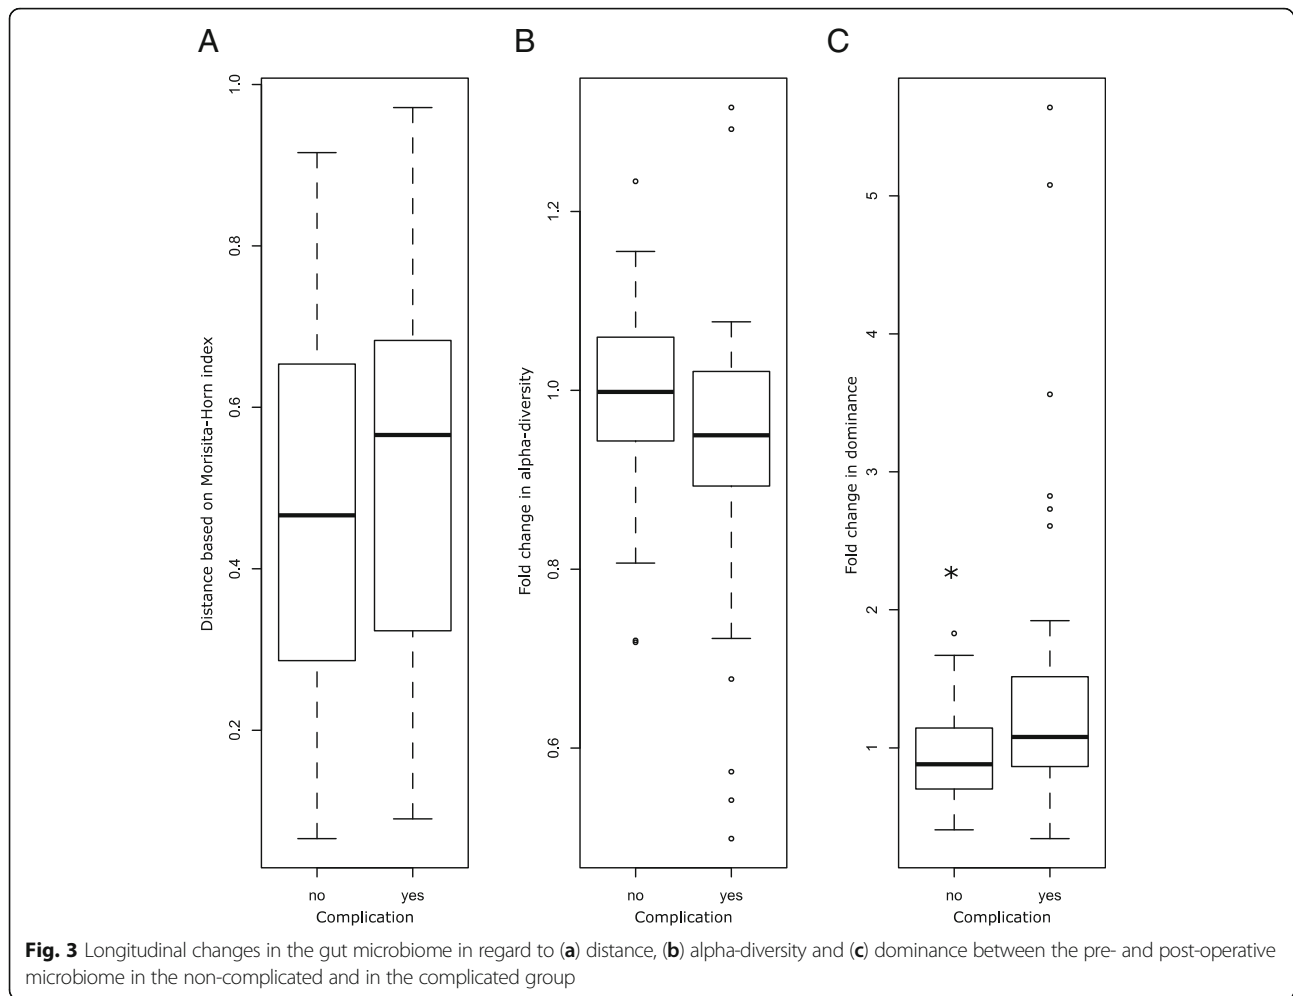 A
B
C
Distance based on Morisita-Horn index
0.2
0.4
0.6
0.8
1.0
no
yes
Complication
Fold change in alpha-diversity
0.6
0.8
1.0
1.2
no
yes
Complication
Fold change in dominance
1
2
3
4
5
*
no
yes
Complication
Fig. 3 Longitudinal changes in the gut microbiome in regard to (a) distance, (b) alpha-diversity and (c) dominance between the pre- and post-operative
microbiome in the non-complicated and in the complicated group